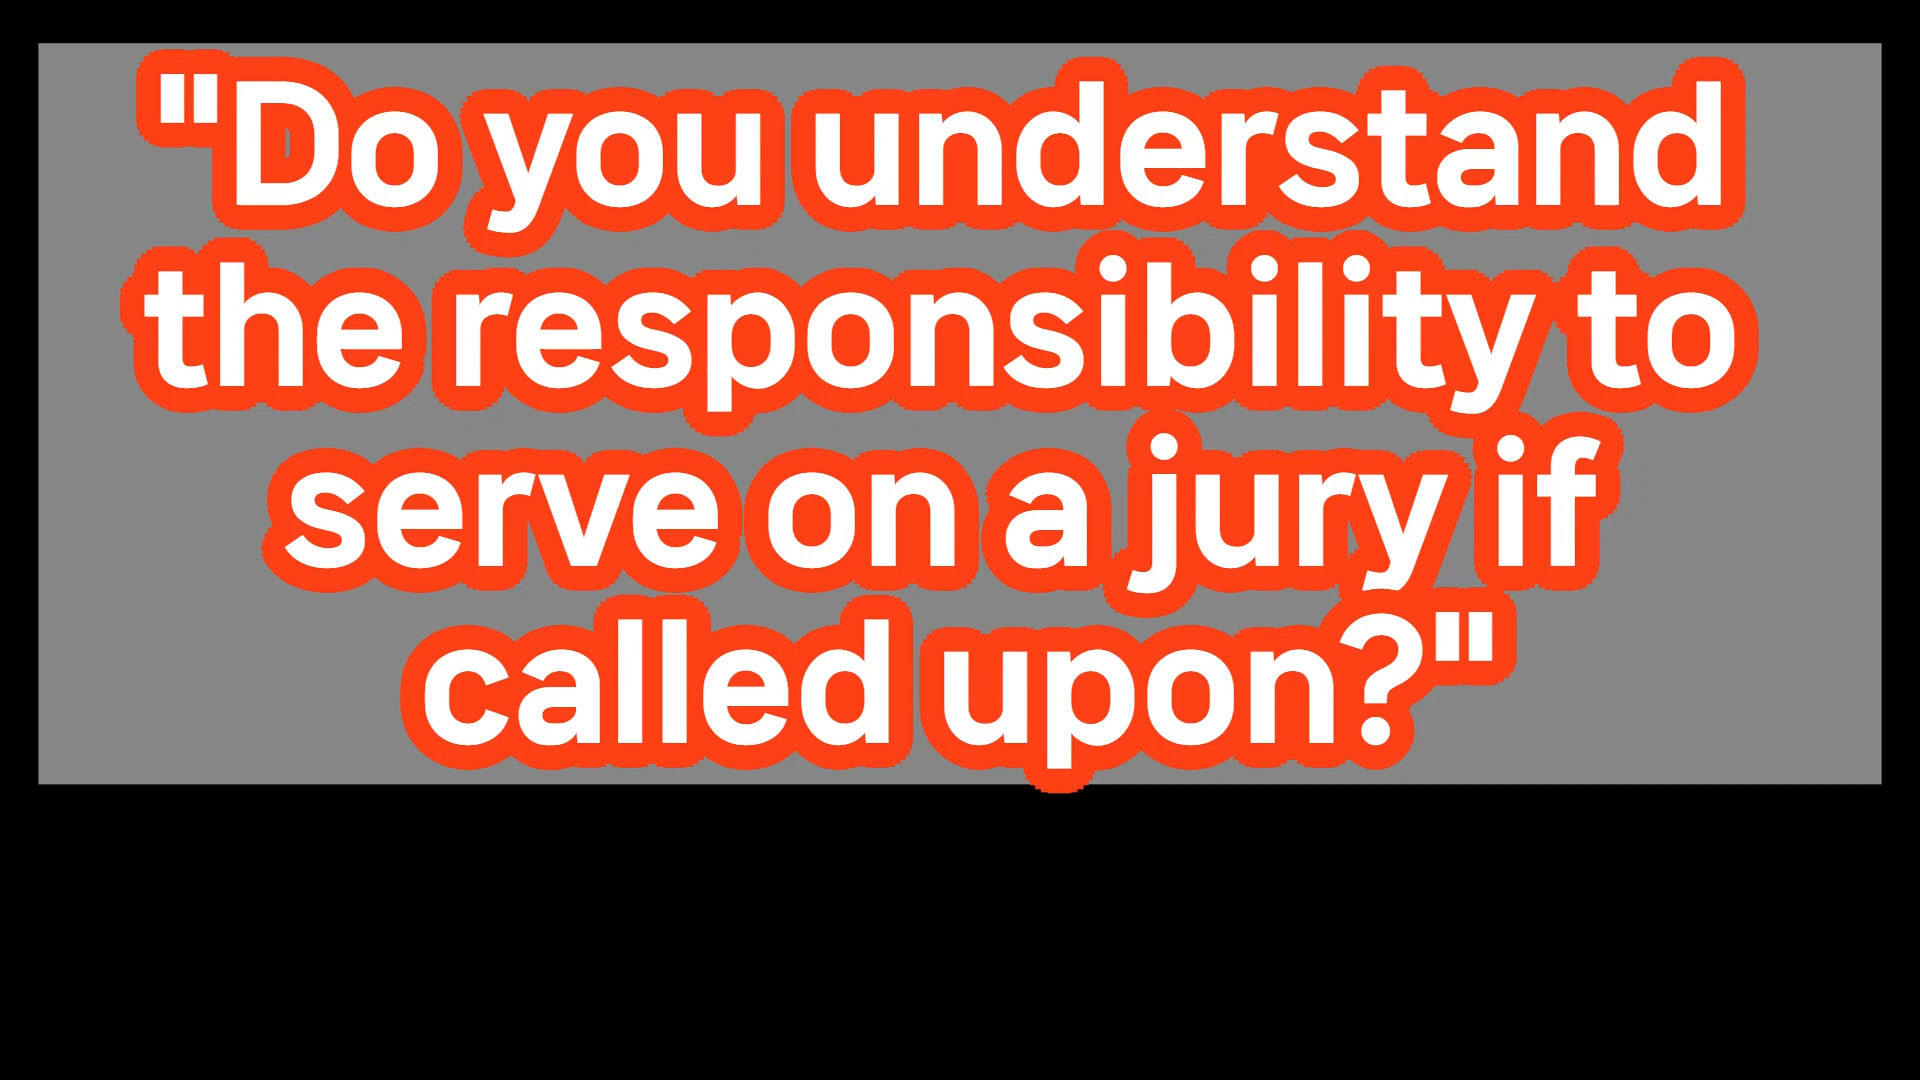 "Do you understand
the responsibility to
serve on a jury if
called upon?"